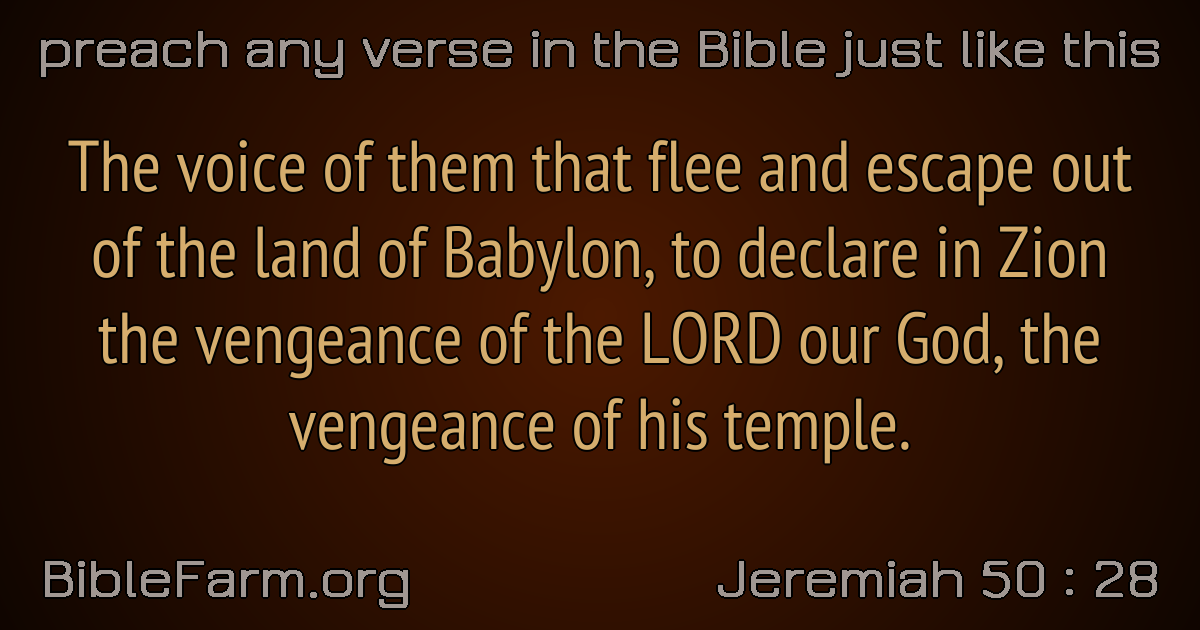 preach any verse in the Bible just like this
The voice of them that flee and escape out
of the land of Babylon, to declare in Zion
the vengeance of the LORD our God, the
vengeance of his temple.
BibleFarm.org
Jeremiah 50 : 28